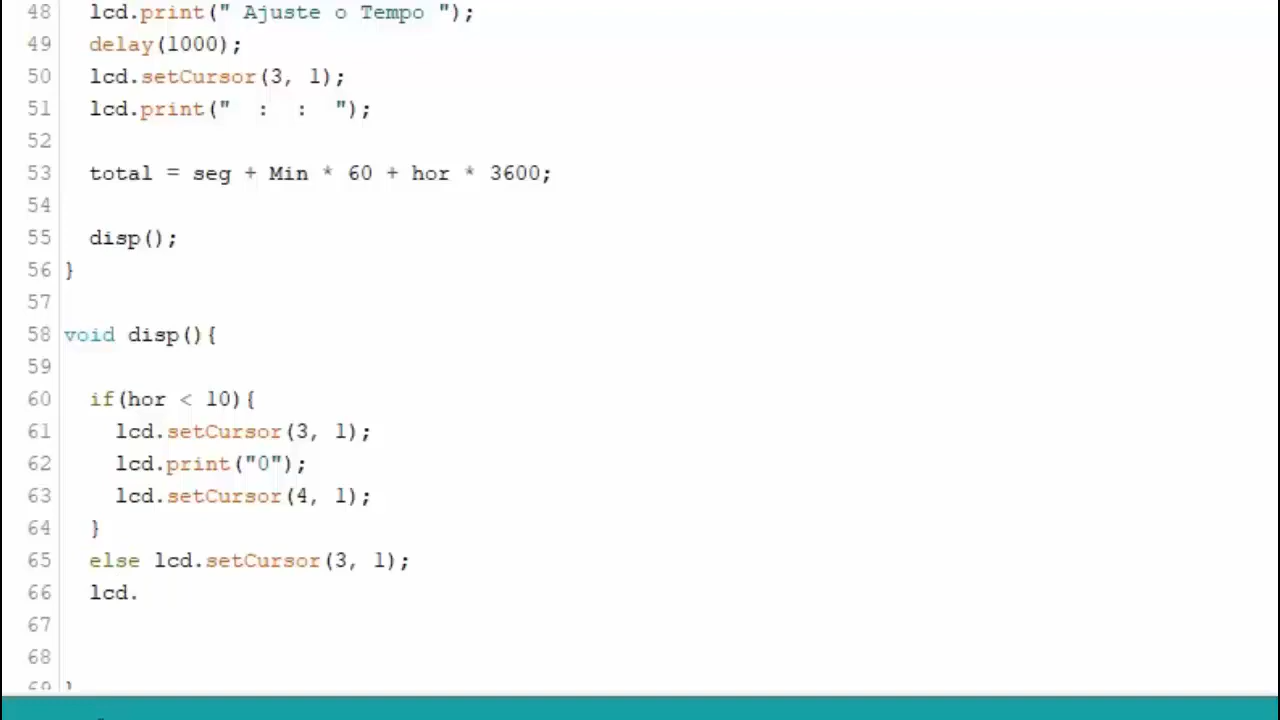 48 lcd.print(" Ajuste o Tempo ");
49 delay(1000);
50 lcd.setCursor(3, 1);
51 lcd.print("  :  :  ");
52
53 total = seg + Min * 60 + hor * 3600;
54
55 disp();
56 }
57
58 void disp(){
59
60 if(hor < 10){
61 lcd.setCursor(3, 1);
62 lcd.print("0");
63 lcd.setCursor(4, 1);
64 }
65 else lcd.setCursor(3, 1);
66 lcd.
67
68
69 }